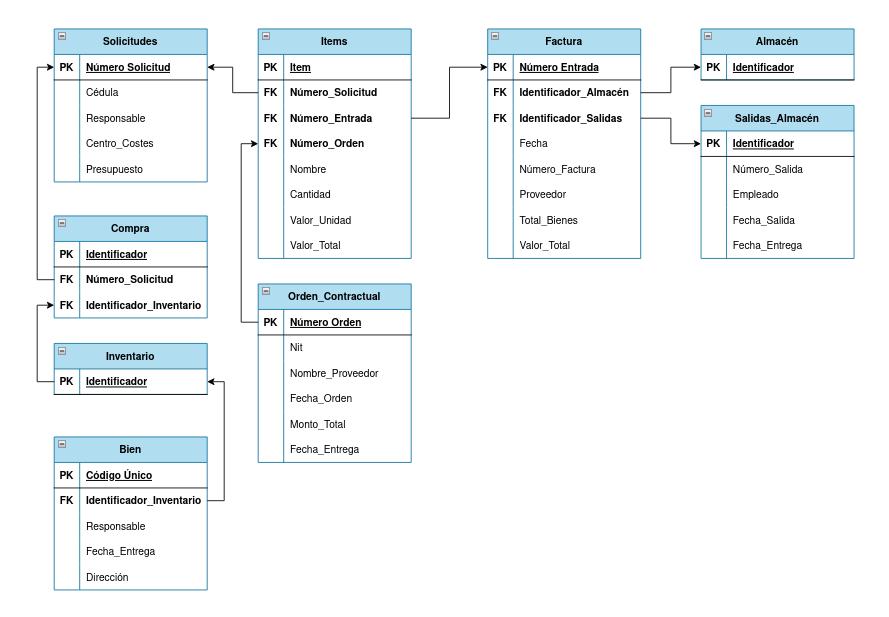 Solicitudes
PK Número Solicitud
Cédula
Responsable
Centro_Costes
Presupuesto
Compra
PK Identificador
FK Número_Solicitud
FK Identificador_Inventario
Inventario
PK Identificador
Bien
PK Código Único
FK Identificador_Inventario
Responsable
Fecha_Entrega
Dirección
Items
PK Item
FK Número_Solicitud
FK Número_Entrada
FK Número_Orden
Nombre
Cantidad
Valor_Unidad
Valor_Total
Orden_Contractual
PK Número Orden
Nit
Nombre_Proveedor
Fecha_Orden
Monto_Total
Fecha_Entrega
Factura
PK Número Entrada
FK Identificador_Almacén
FK Identificador_Salidas
Fecha
Número_Factura
Proveedor
Total_Bienes
Valor_Total
Almacén
PK Identificador
Salidas_Almacén
PK Identificador
Número_Salida
Empleado
Fecha_Salida
Fecha_Entrega